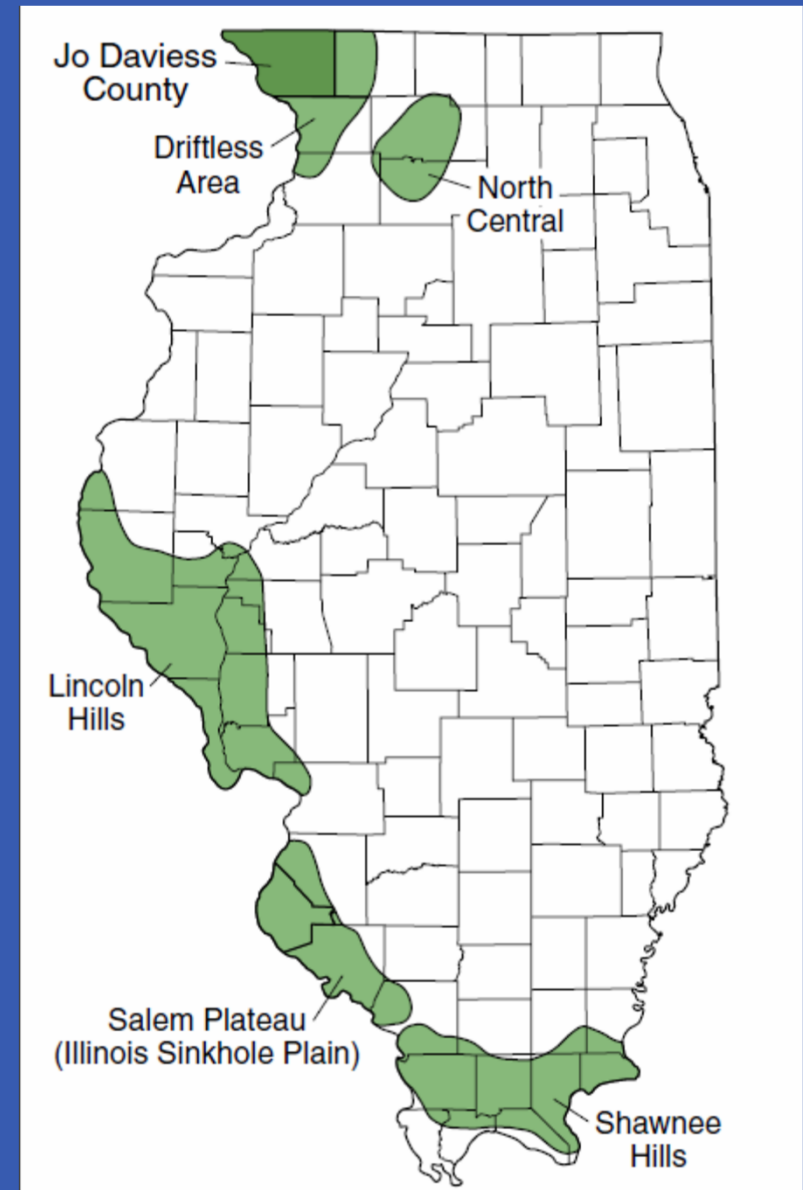 Jo Daviess
County
Driftless
Area
North
Central
Lincoln
Hills
Salem Plateau
(Illinois Sinkhole Plain)
Shawnee
Hills